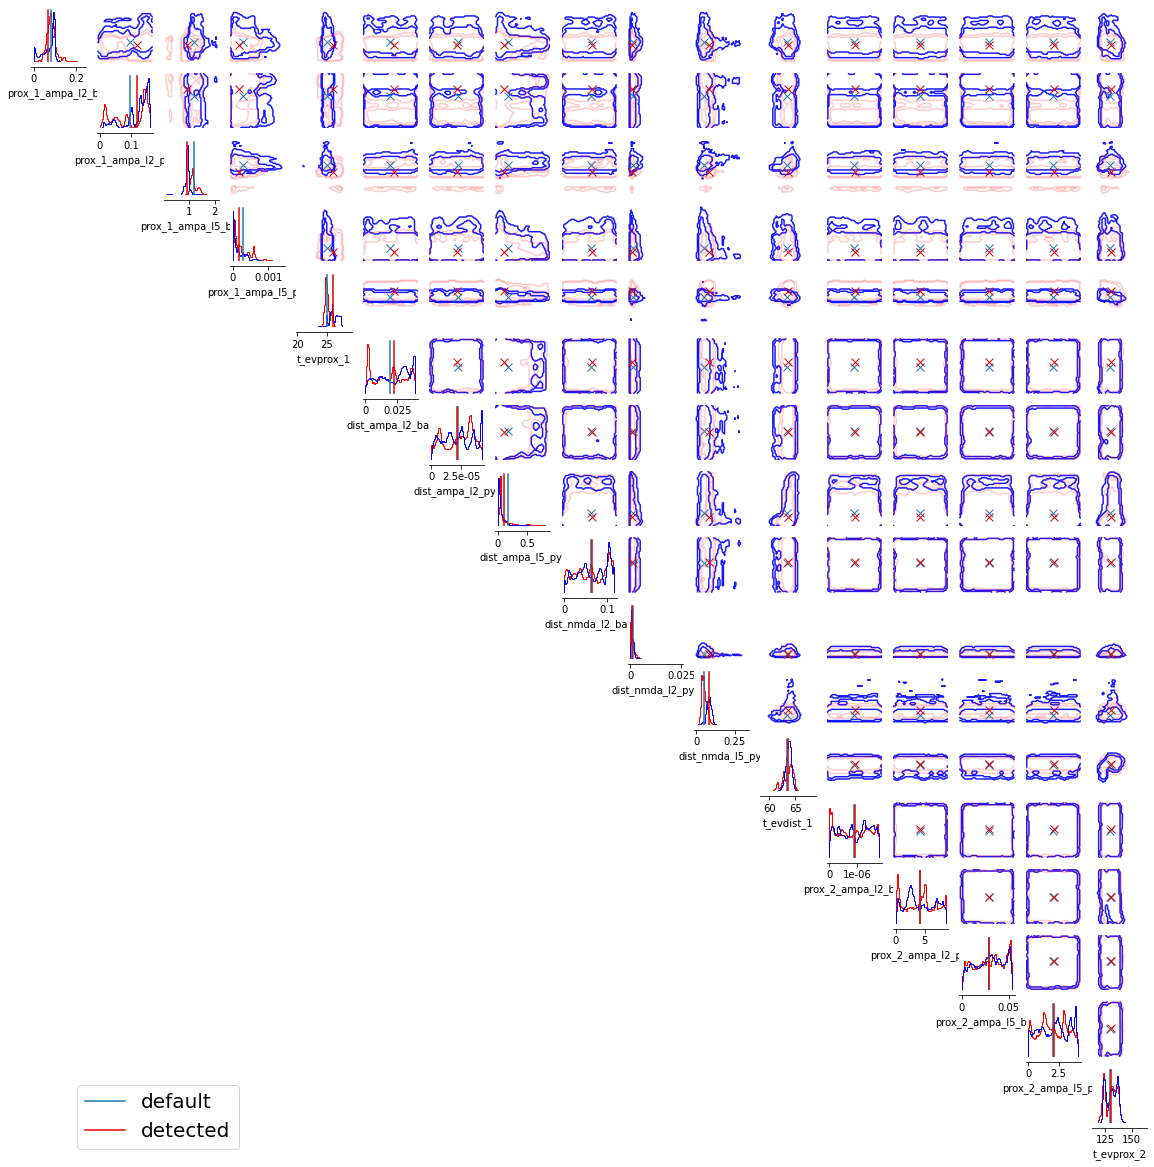 0 0.2
prox_1_ampa_l2_b
0 0.1
prox_1_ampa_l2_p
1 2
prox_1_ampa_l5_b
0 0.001
prox_1_ampa_l5_p
20 25
t_evprox_1
0 0.025
dist_ampa_l2_ba
0 2.5e-05
dist_ampa_l2_py
0 0.5
dist_ampa_l5_py
0 0.1
dist_nmda_l2_ba
0 0.025
dist_nmda_l2_py
0 0.25
dist_nmda_l5_py
60 65
t_evdist_1
0 1e-06
prox_2_ampa_l2_b
0 5
prox_2_ampa_l2_p
0 0.05
prox_2_ampa_l5_b
0 2.5
prox_2_ampa_l5_p
125 150
t_evprox_2
default
detected